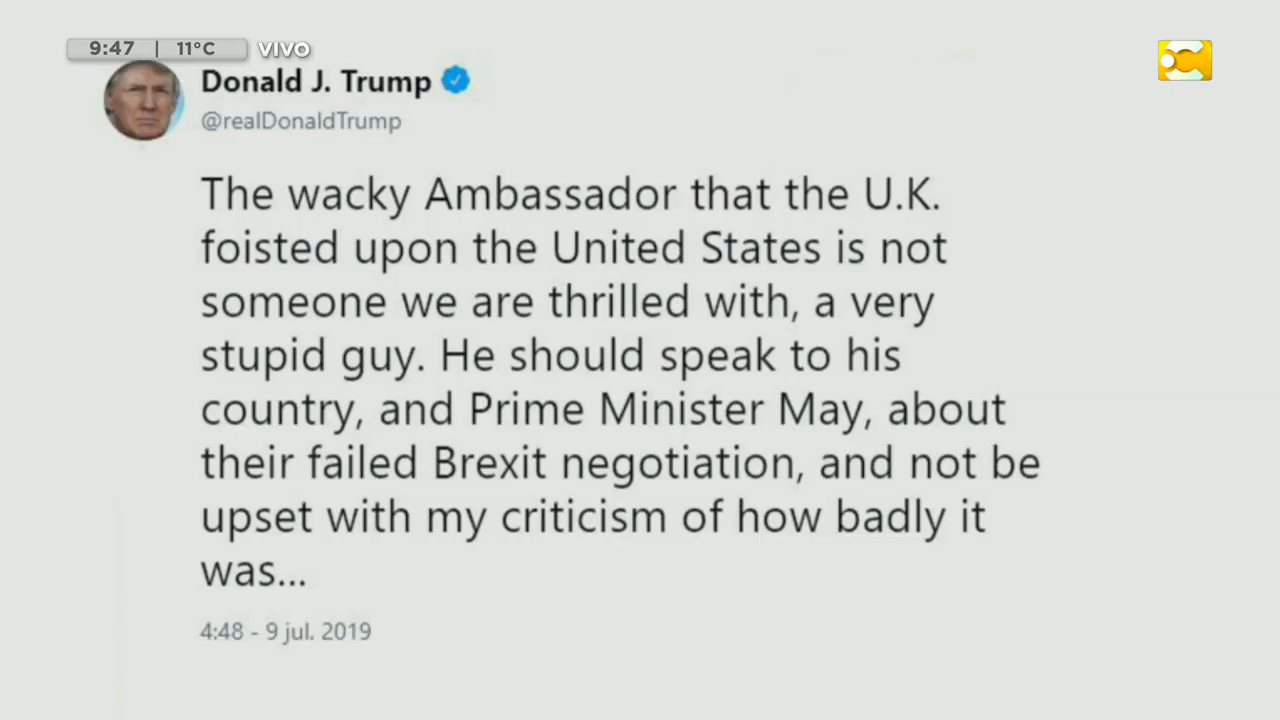 9:47 | 11°C VIVO
Donald J. Trump
@realDonaldTrump
The wacky Ambassador that the U.K.
foisted upon the United States is not
someone we are thrilled with, a very
stupid guy. He should speak to his
country, and Prime Minister May, about
their failed Brexit negotiation, and not be
upset with my criticism of how badly it
was...
4:48 - 9 jul. 2019